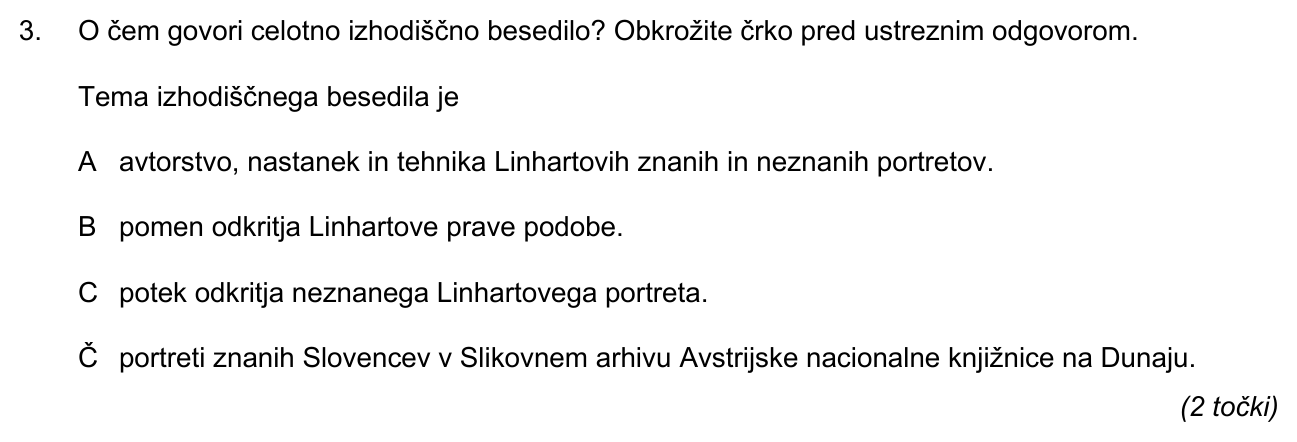 3. O čem govori celotno izhodiščno besedilo? Obkrožite črko pred ustreznim odgovorom.
Tema izhodiščnega besedila je
A avtorstvo, nastanek in tehnika Linhartovih znanih in neznanih portretov.
B pomen odkritja Linhartove prave podobe.
C potek odkritja neznanega Linhartovega portreta.
Č portreti znanih Slovencev v Slikovnem arhivu Avstrijske nacionalne knjižnice na Dunaju.
(2 točki)